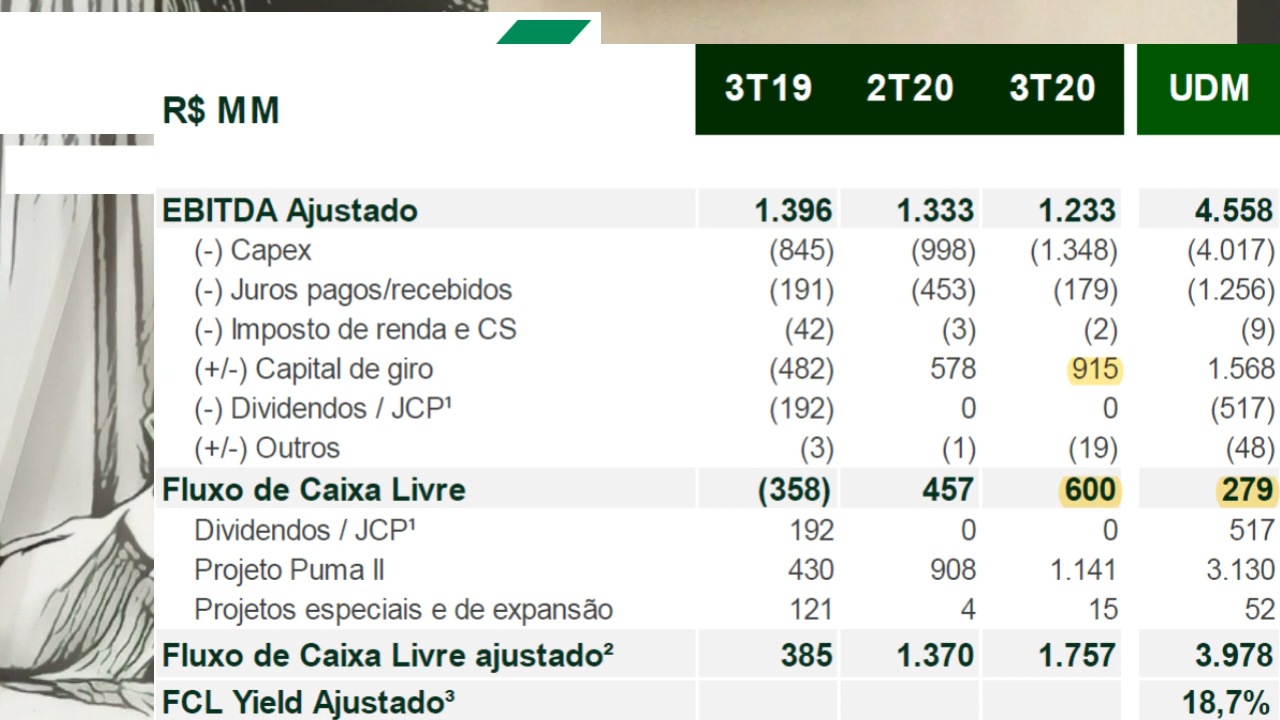 R$ MM 3T19 2T20 3T20 UDM
EBITDA Ajustado 1.396 1.333 1.233 4.558
(-) Capex (845) (998) (1.348) (4.017)
(-) Juros pagos/recebidos (191) (453) (179) (1.256)
(-) Imposto de renda e CS (42) (3) (2) (9)
(+/-) Capital de giro (482) 578 915 1.568
(-) Dividendos / JCP¹ (192) 0 0 (517)
(+/-) Outros (3) (1) (19) (48)
Fluxo de Caixa Livre (358) 457 600 279
Dividendos / JCP¹ 192 0 0 517
Projeto Puma II 430 908 1.141 3.130
Projetos especiais e de expansão 121 4 15 52
Fluxo de Caixa Livre ajustado² 385 1.370 1.757 3.978
FCL Yield Ajustado³ 18,7%